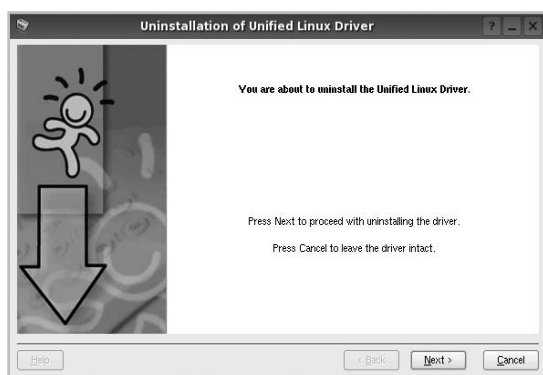 Uninstallation of Unified Linux Driver
You are about to uninstall the Unified Linux Driver.
Press Next to proceed with uninstalling the driver.
Press Cancel to leave the driver intact.
Help
< Back
Next >
Cancel